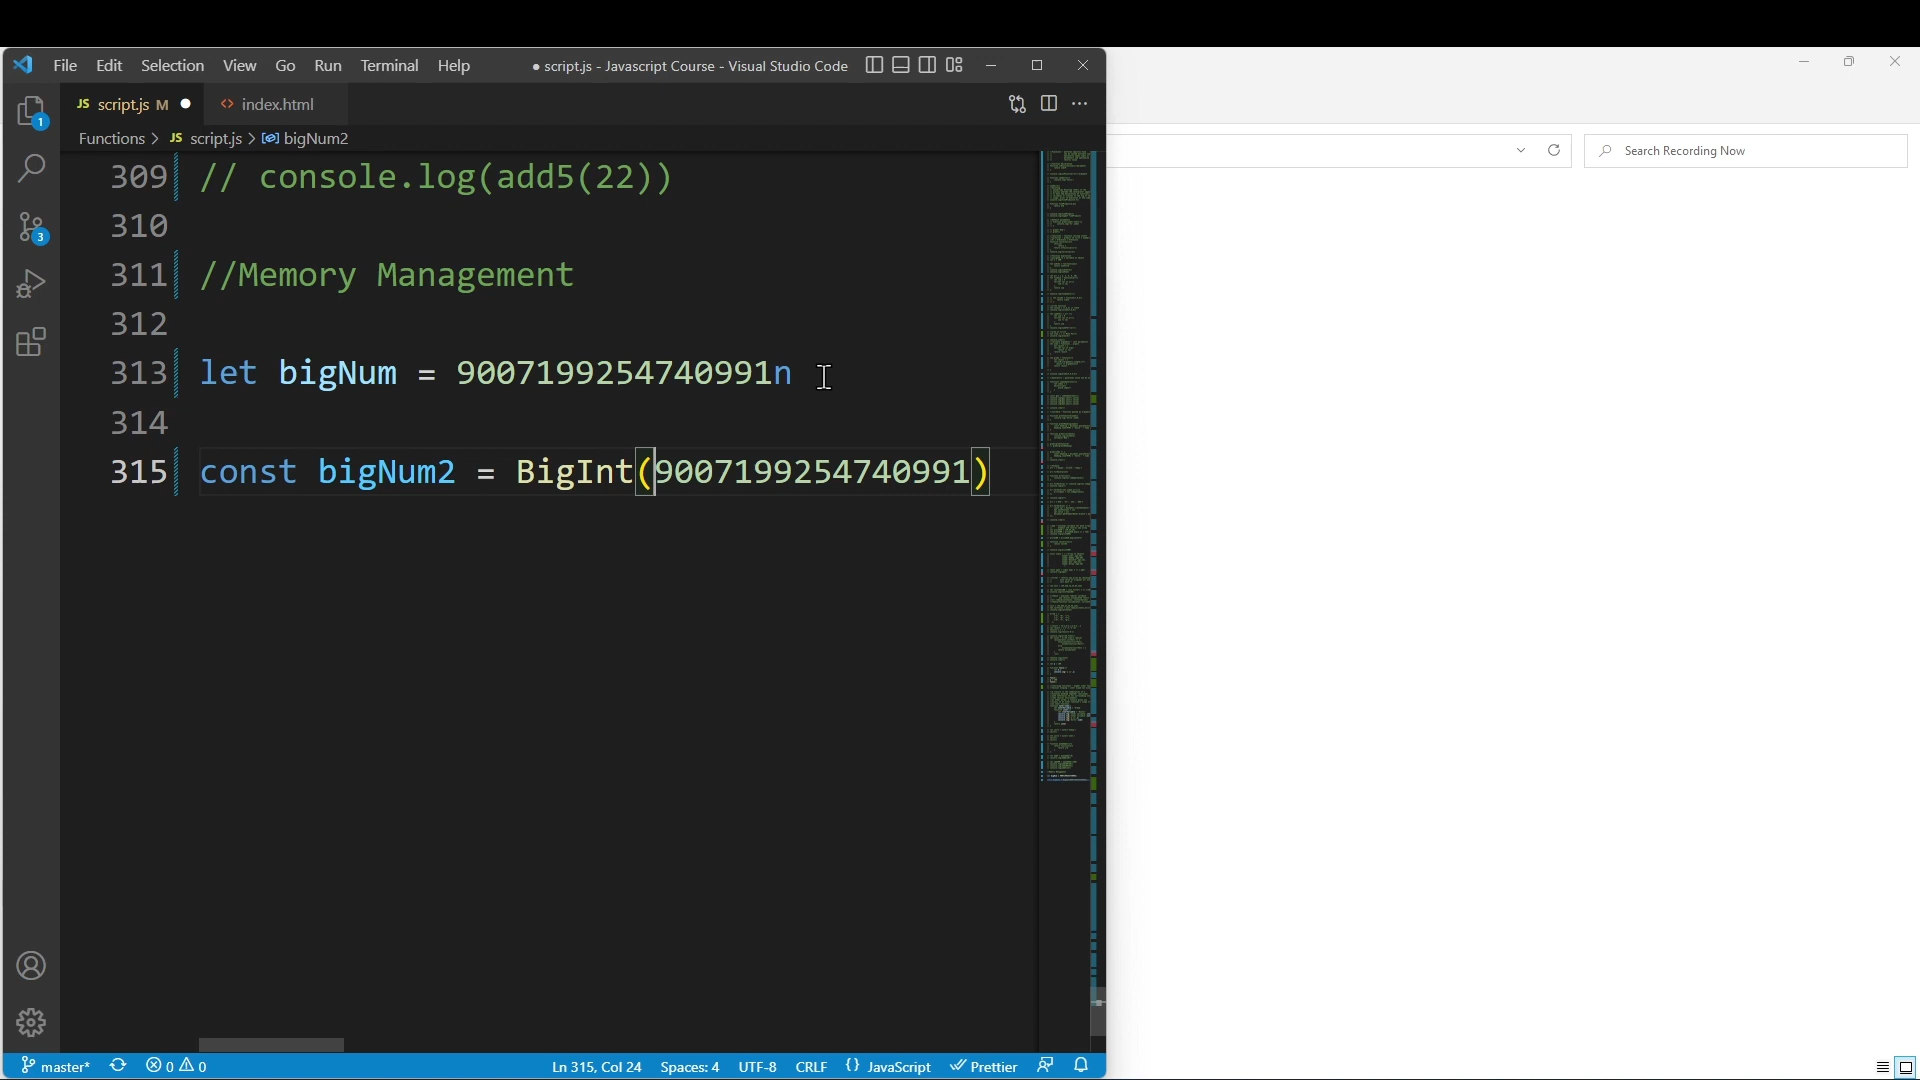 File Edit Selection View Go Run Terminal Help ● script.js - Javascript Course - Visual Studio Code
JS script.js M ● <> index.html
Functions > JS script.js > bigNum2
Search Recording Now
1
3
309 // console.log(add5(22))
310
311 //Memory Management
312
313 let bigNum = 9007199254740991n
314
315 const bigNum2 = BigInt(9007199254740991)
master* 0 0 Ln 315, Col 24 Spaces: 4 UTF-8 CRLF {} JavaScript Prettier